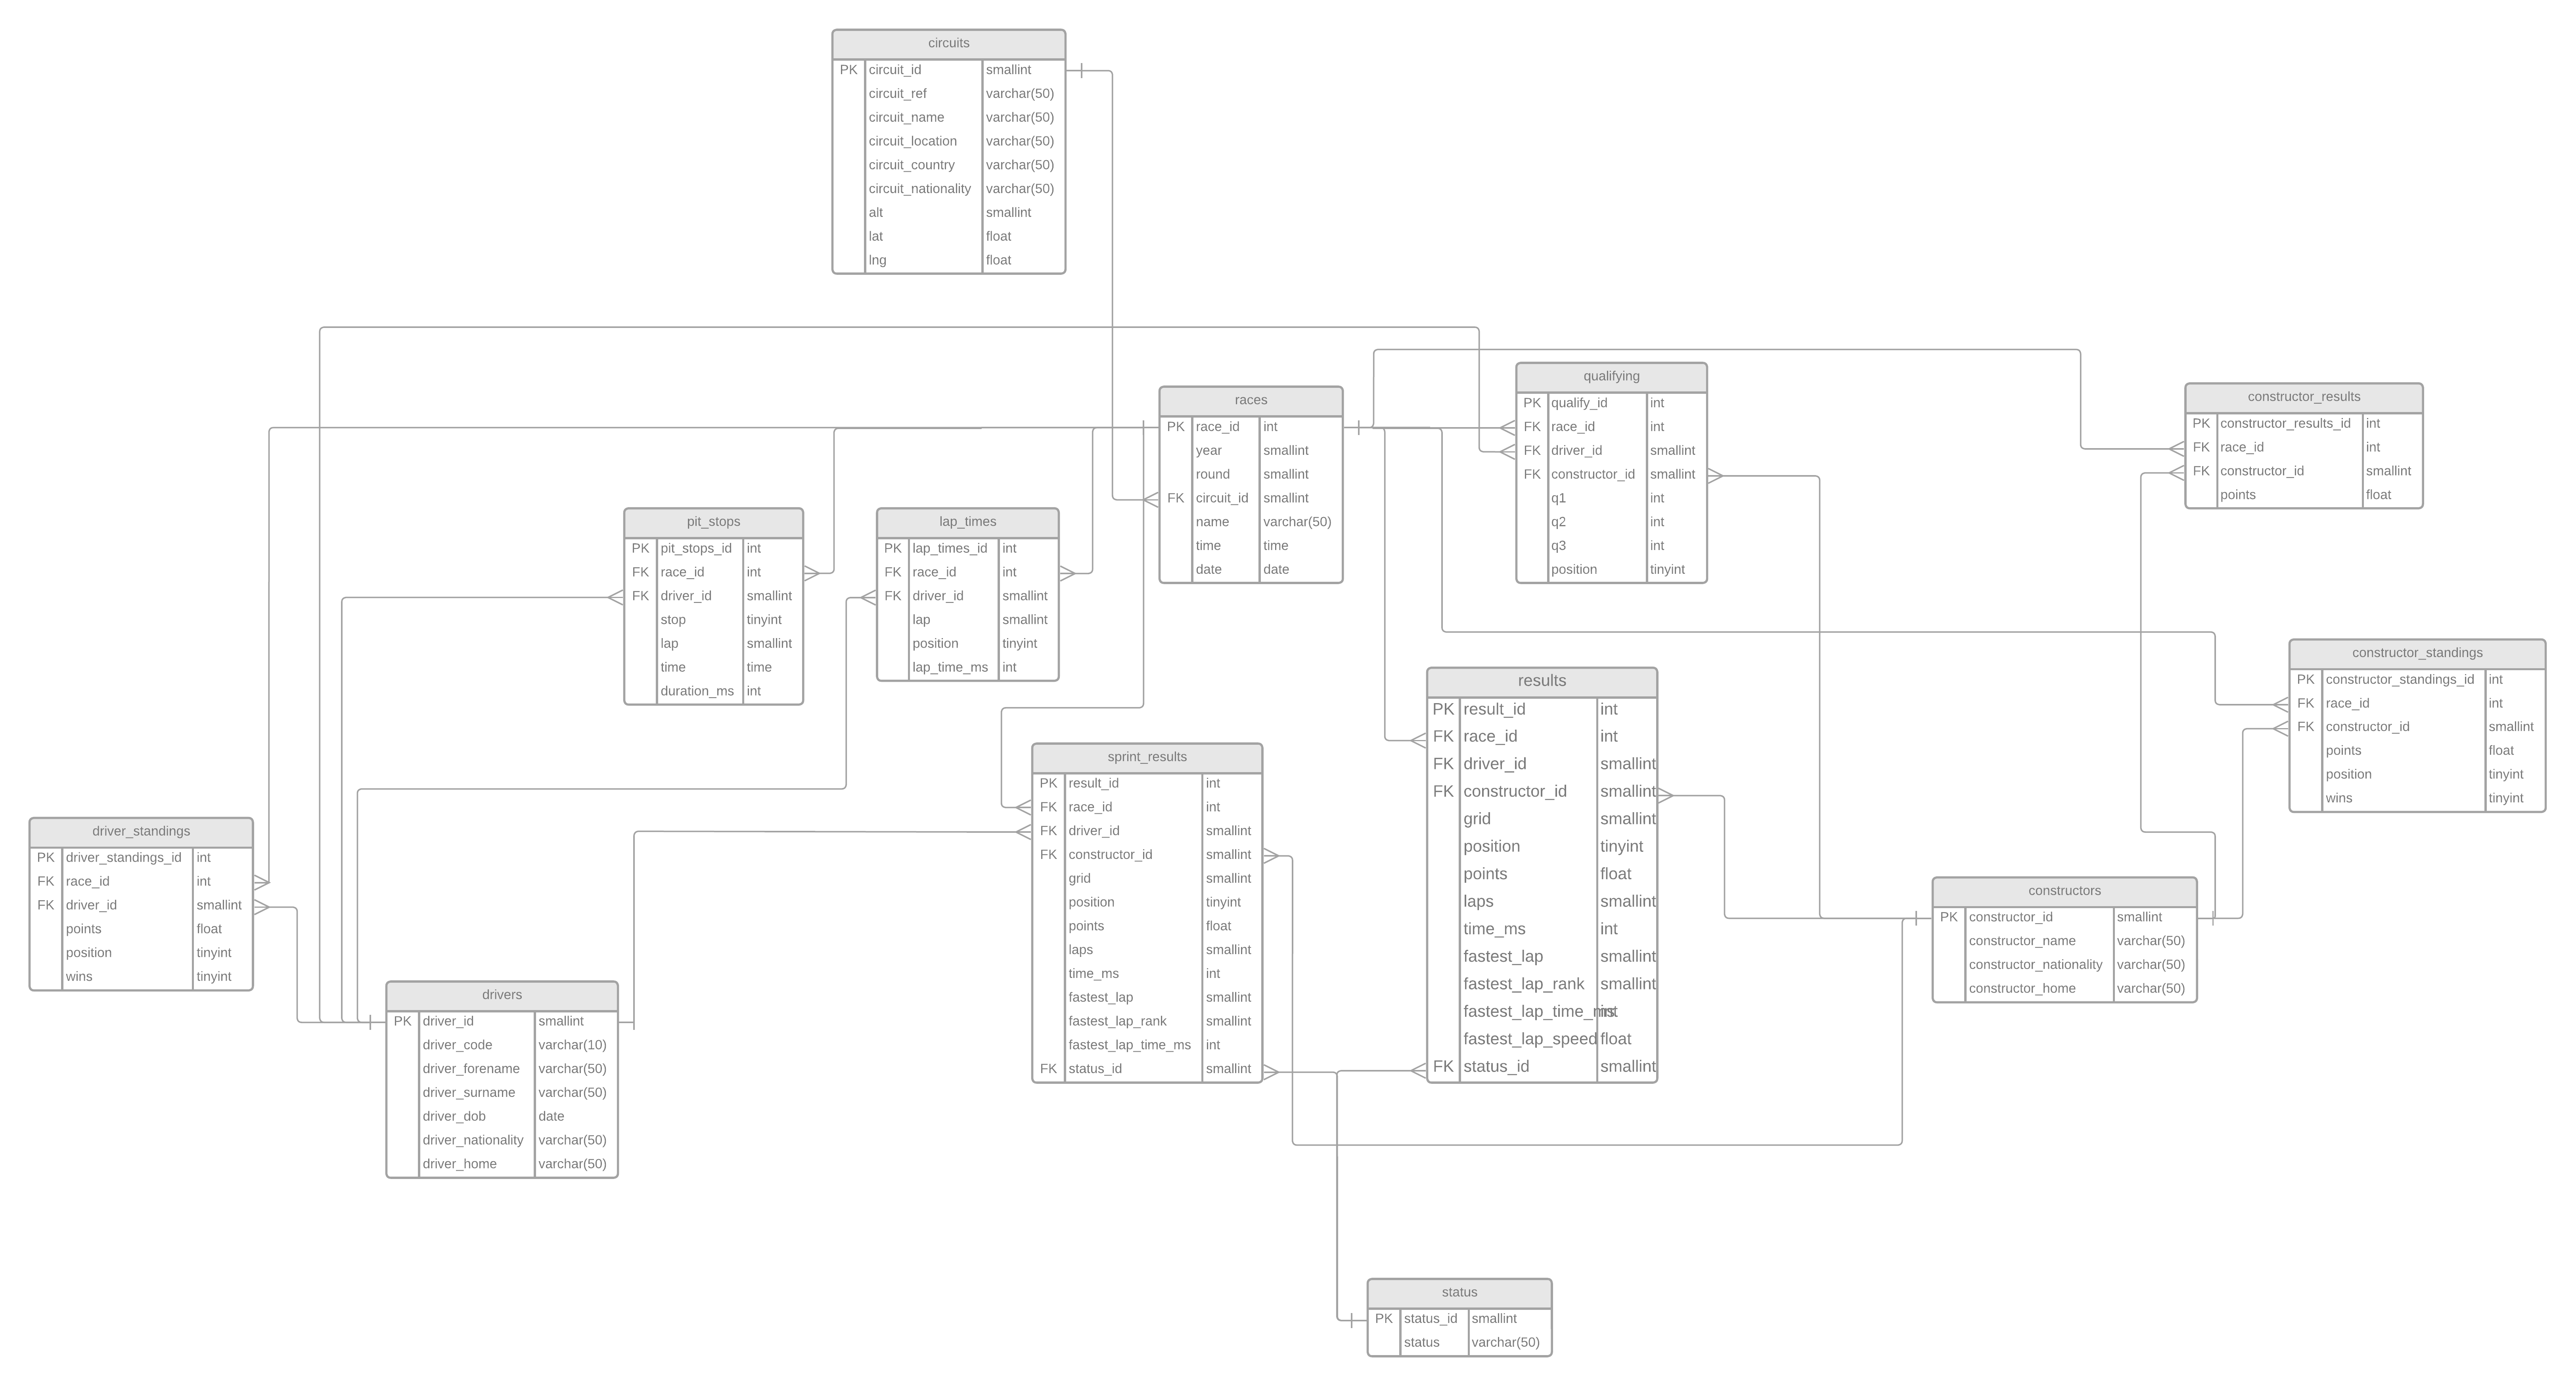 circuits
PK circuit_id smallint
circuit_ref varchar(50)
circuit_name varchar(50)
circuit_location varchar(50)
circuit_country varchar(50)
circuit_nationality varchar(50)
alt smallint
lat float
lng float
races
PK race_id int
year smallint
round smallint
FK circuit_id smallint
name varchar(50)
time time
date date
qualifying
PK qualify_id int
FK race_id int
FK driver_id smallint
FK constructor_id smallint
q1 int
q2 int
q3 int
position tinyint
constructor_results
PK constructor_results_id int
FK race_id int
FK constructor_id smallint
points float
pit_stops
PK pit_stops_id int
FK race_id int
FK driver_id smallint
stop tinyint
lap smallint
time time
duration_ms int
lap_times
PK lap_times_id int
FK race_id int
FK driver_id smallint
lap smallint
position tinyint
lap_time_ms int
constructor_standings
PK constructor_standings_id int
FK race_id int
FK constructor_id smallint
points float
position tinyint
wins tinyint
results
PK result_id int
FK race_id int
FK driver_id smallint
FK constructor_id smallint
grid smallint
position tinyint
points float
laps smallint
time_ms int
fastest_lap smallint
fastest_lap_rank smallint
fastest_lap_time_ms int
fastest_lap_speed float
FK status_id smallint
sprint_results
PK result_id int
FK race_id int
FK driver_id smallint
FK constructor_id smallint
grid smallint
position tinyint
points float
laps smallint
time_ms int
fastest_lap smallint
fastest_lap_rank smallint
fastest_lap_time_ms int
FK status_id smallint
driver_standings
PK driver_standings_id int
FK race_id int
FK driver_id smallint
points float
position tinyint
wins tinyint
constructors
PK constructor_id smallint
constructor_name varchar(50)
constructor_nationality varchar(50)
constructor_home varchar(50)
drivers
PK driver_id smallint
driver_code varchar(10)
driver_forename varchar(50)
driver_surname varchar(50)
driver_dob date
driver_nationality varchar(50)
driver_home varchar(50)
status
PK status_id smallint
status varchar(50)